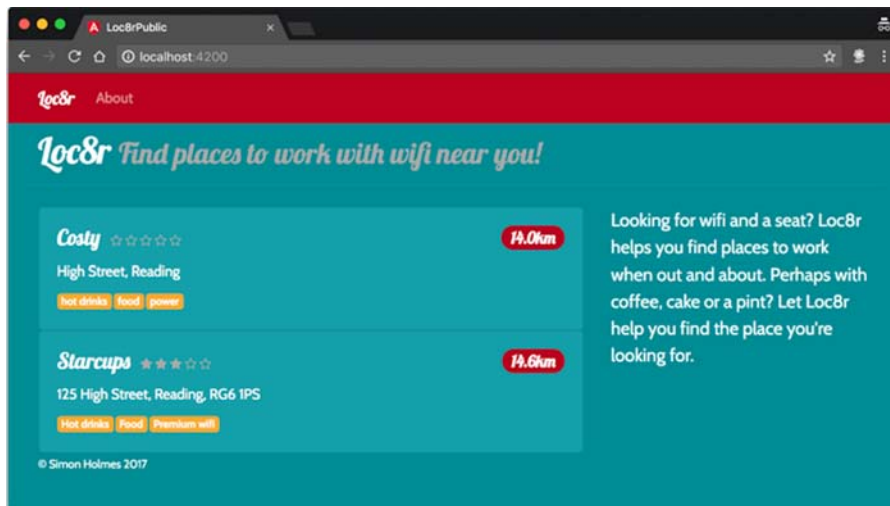 Loc8rPublic
localhost:4200
Loc8r About
Loc8r Find places to work with wifi near you!
Costy 14.0km
High Street, Reading
hot drinks food power
Starcups 14.6km
125 High Street, Reading, RG6 1PS
Hot drinks Food Premium wifi
© Simon Holmes 2017
Looking for wifi and a seat? Loc8r
helps you find places to work
when out and about. Perhaps with
coffee, cake or a pint? Let Loc8r
help you find the place you're
looking for.